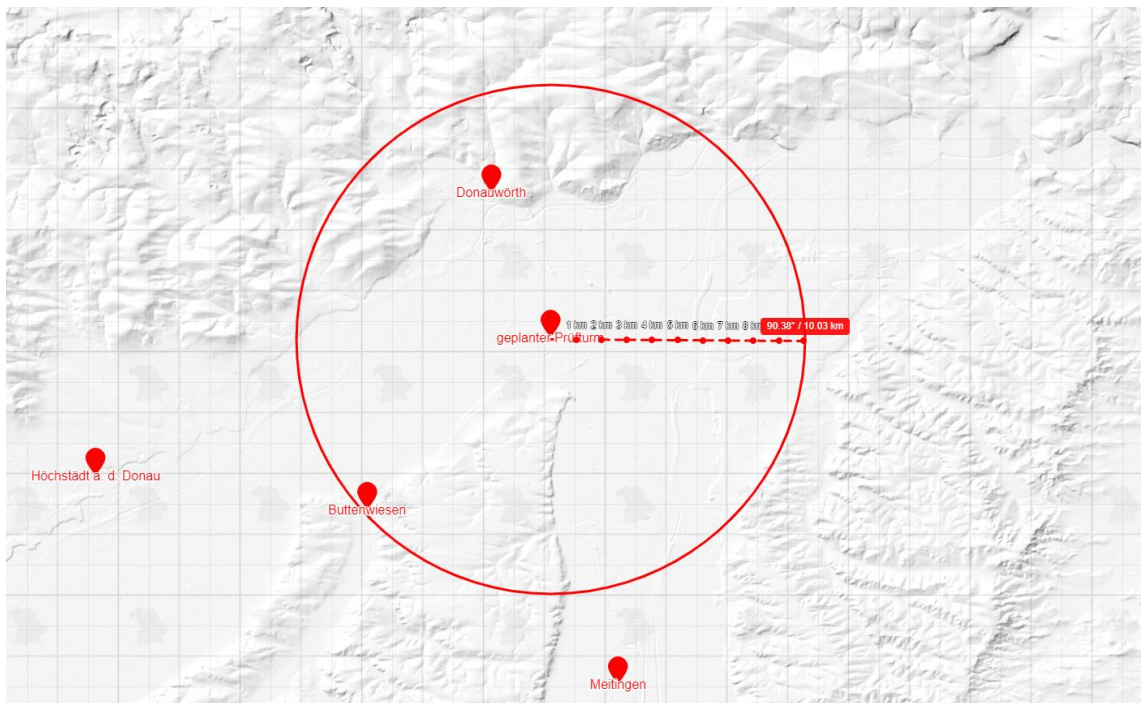 Donauwörth
geplanter Prüfturm
1 km 2 km 3 km 4 km 5 km 6 km 7 km 8 km
90.38° / 10.03 km
Höchstädt a. d. Donau
Buttenwiesen
Meitingen